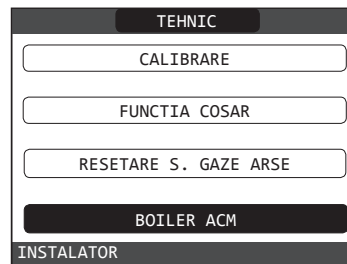 TEHNIC
CALIBRARE
FUNCTIA COSAR
RESETARE S. GAZE ARSE
BOILER ACM
INSTALATOR